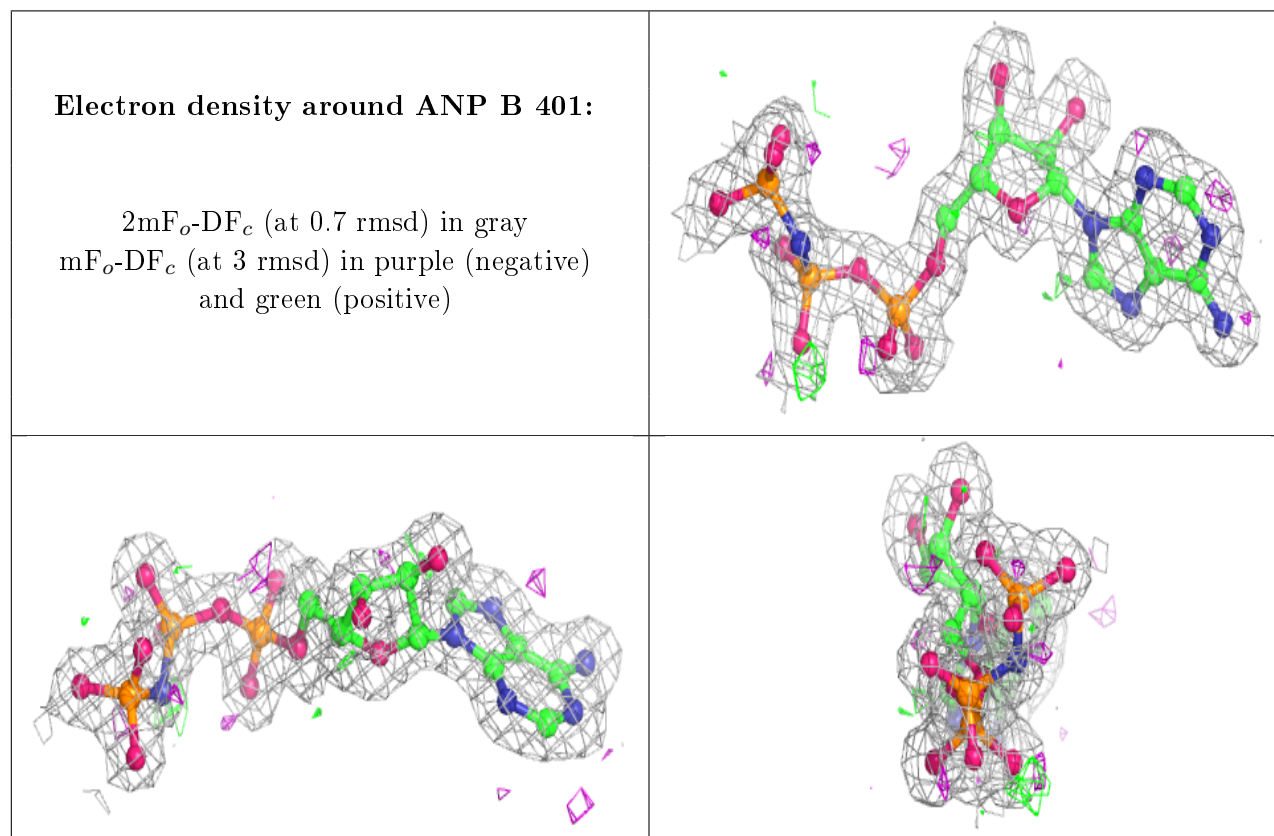 Electron density around ANP B 401:
2mFₒ-DF𝒸 (at 0.7 rmsd) in gray
mFₒ-DF𝒸 (at 3 rmsd) in purple (negative)
and green (positive)